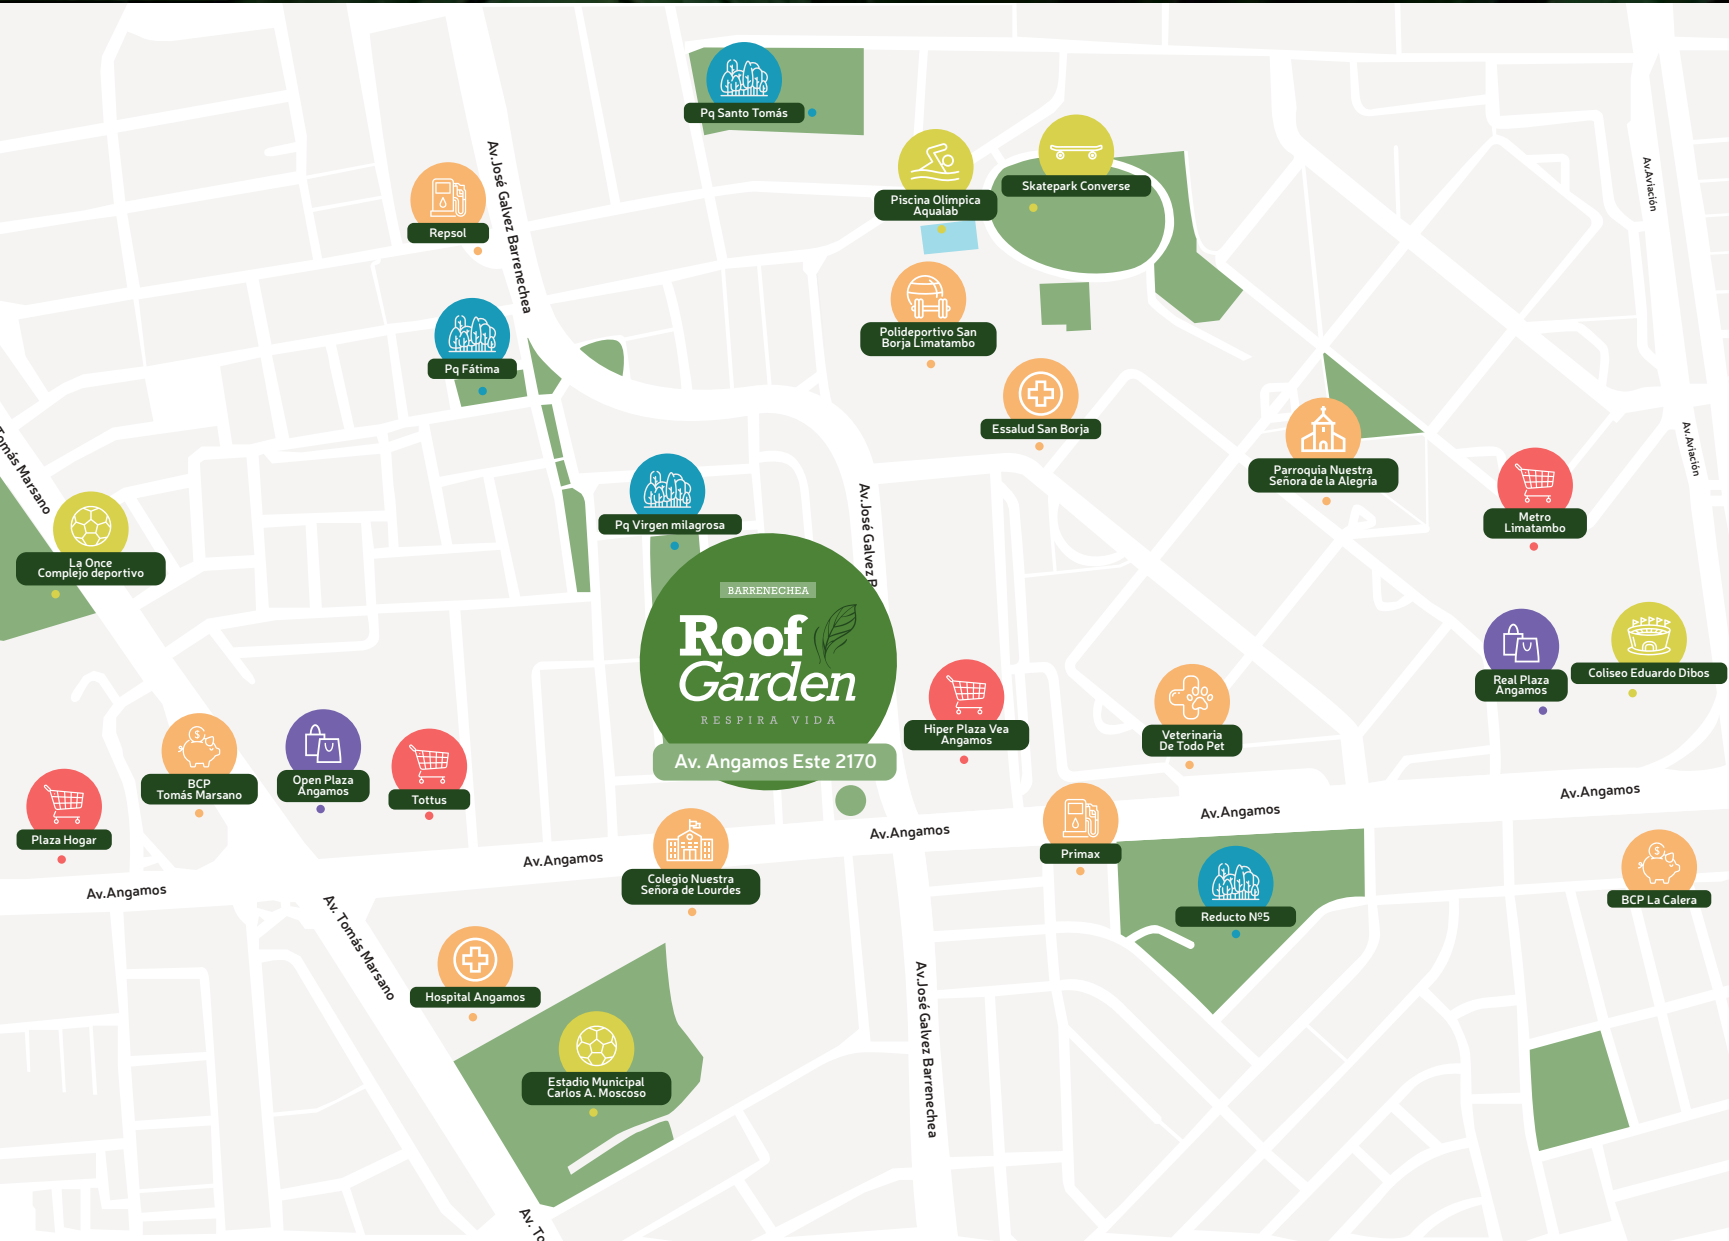 Pq Santo Tomás
Av.José Galvez Barrenechea
Piscina Olimpica
Aqualab
Skatepark Converse
Av.Aviación
Repsol
Polideportivo San
Borja Limatambo
Pq Fátima
Essalud San Borja
Av.Aviación
Tomás Marsano
Parroquia Nuestra
Señora de la Alegria
Metro
Limatambo
Pq Virgen milagrosa
Av.José Galvez B
La Once
Complejo deportivo
BARRENECHEA
Roof
Garden
RESPIRA VIDA
Av. Angamos Este 2170
Real Plaza
Angamos
Coliseo Eduardo Dibos
Hiper Plaza Vea
Angamos
Veterinaria
De Todo Pet
BCP
Tomás Marsano
Open Plaza
Angamos
Tottus
Plaza Hogar
Av.Angamos
Av.Angamos
Av.Angamos
Av.Angamos
Av.Angamos
Primax
Colegio Nuestra
Señora de Lourdes
Reducto Nº5
BCP La Calera
Av. Tomás Marsano
Hospital Angamos
Av.José Galvez Barrenechea
Estadio Municipal
Carlos A. Moscoso
Av. To